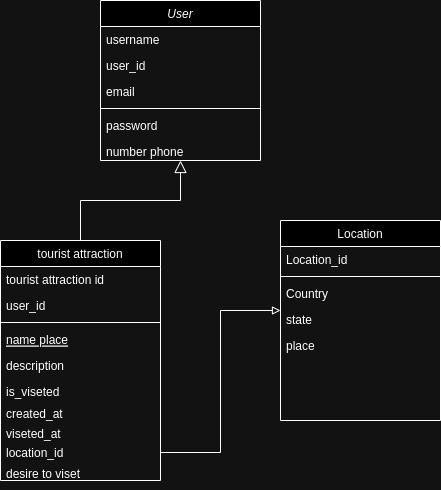 User
username
user_id
email
password
number phone
tourist attraction
tourist attraction id
user_id
name place
description
is_viseted
created_at
viseted_at
location_id
desire to viset
Location
Location_id
Country
state
place